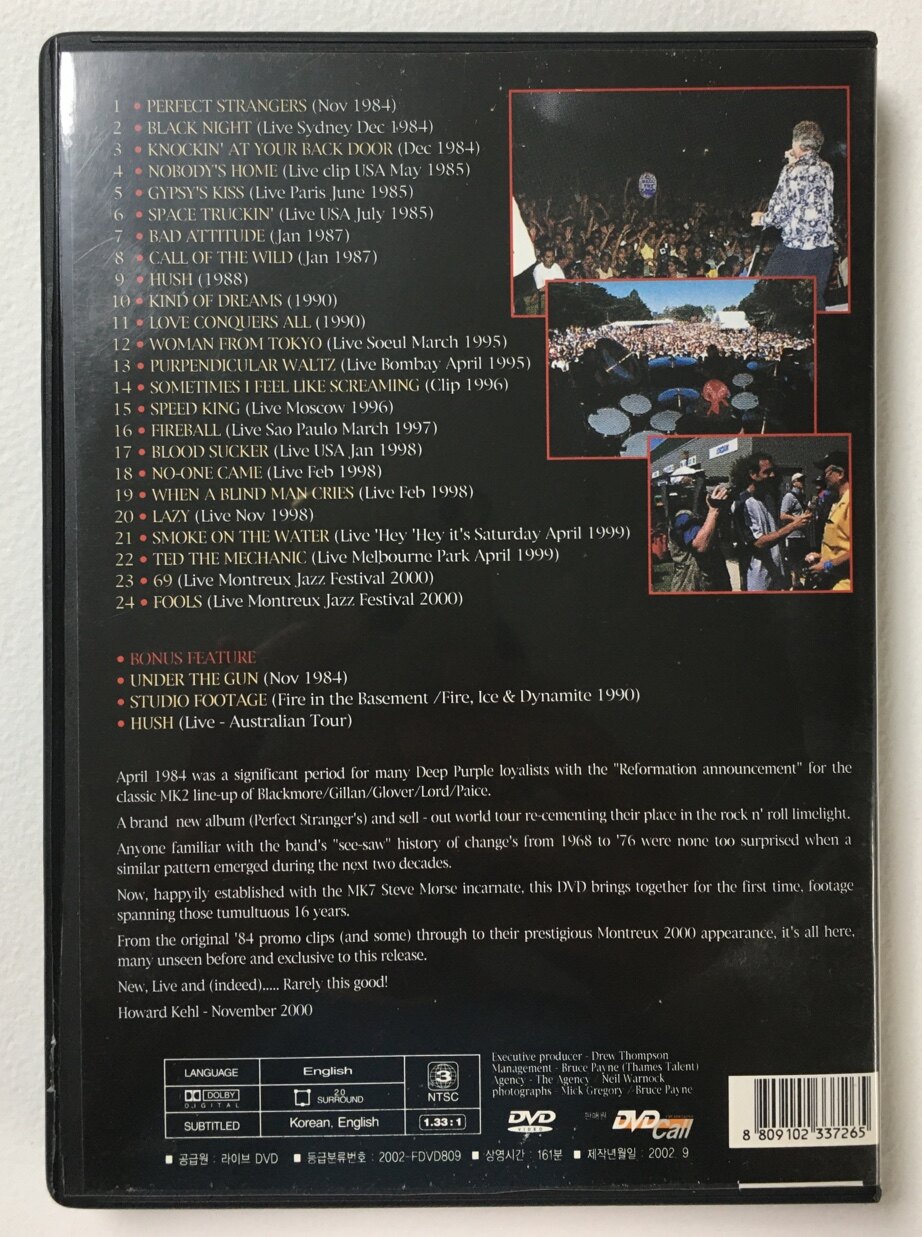 1 • PERFECT STRANGERS (Nov 1984)
2 • BLACK NIGHT (Live Sydney Dec 1984)
3 • KNOCKIN' AT YOUR BACK DOOR (Dec 1984)
4 • NOBODY'S HOME (Live clip USA May 1985)
5 • GYPSY'S KISS (Live Paris June 1985)
6 • SPACE TRUCKIN' (Live USA July 1985)
7 • BAD ATTITUDE (Jan 1987)
8 • CALL OF THE WILD (Jan 1987)
9 • HUSH (1988)
10 • KIND OF DREAMS (1990)
11 • LOVE CONQUERS ALL (1990)
12 • WOMAN FROM TOKYO (Live Soeul March 1995)
13 • PURPENDICULAR WALTZ (Live Bombay April 1995)
14 • SOMETIMES I FEEL LIKE SCREAMING (Clip 1996)
15 • SPEED KING (Live Moscow 1996)
16 • FIREBALL (Live Sao Paulo March 1997)
17 • BLOOD SUCKER (Live USA Jan 1998)
18 • NO-ONE CAME (Live Feb 1998)
19 • WHEN A BLIND MAN CRIES (Live Feb 1998)
20 • LAZY (Live Nov 1998)
21 • SMOKE ON THE WATER (Live 'Hey 'Hey it's Saturday April 1999)
22 • TED THE MECHANIC (Live Melbourne Park April 1999)
23 • 69 (Live Montreux Jazz Festival 2000)
24 • FOOLS (Live Montreux Jazz Festival 2000)
• BONUS FEATURE
• UNDER THE GUN (Nov 1984)
• STUDIO FOOTAGE (Fire in the Basement /Fire, Ice & Dynamite 1990)
• HUSH (Live - Australian Tour)
April 1984 was a significant period for many Deep Purple loyalists with the "Reformation announcement" for the
classic MK2 line-up of Blackmore/Gillan/Glover/Lord/Paice.
A brand new album (Perfect Stranger's) and sell - out world tour re-cementing their place in the rock n' roll limelight.
Anyone familiar with the band's "see-saw" history of change's from 1968 to '76 were none too surprised when a
similar pattern emerged during the next two decades.
Now, happyily established with the MK7 Steve Morse incarnate, this DVD brings together for the first time, footage
spanning those tumultuous 16 years.
From the original '84 promo clips (and some) through to their prestigious Montreux 2000 appearance, it's all here,
many unseen before and exclusive to this release.
New, Live and (indeed)..... Rarely this good!
Howard Kehl - November 2000
LANGUAGE English
DOLBY DIGITAL 2.0 SURROUND
SUBTITLED Korean, English
3
NTSC
1.33:1
Executive producer - Drew Thompson
Management - Bruce Payne (Thames Talent)
Agency - The Agency / Neil Warnock
photographs - Mick Gregory / Bruce Payne
DVD VIDEO
판매원 DVD Call
8 809102 337265
공급원 : 라이브 DVD 등급분류번호 : 2002-FDVD809 상영시간 : 161분 제작년월일 : 2002. 9